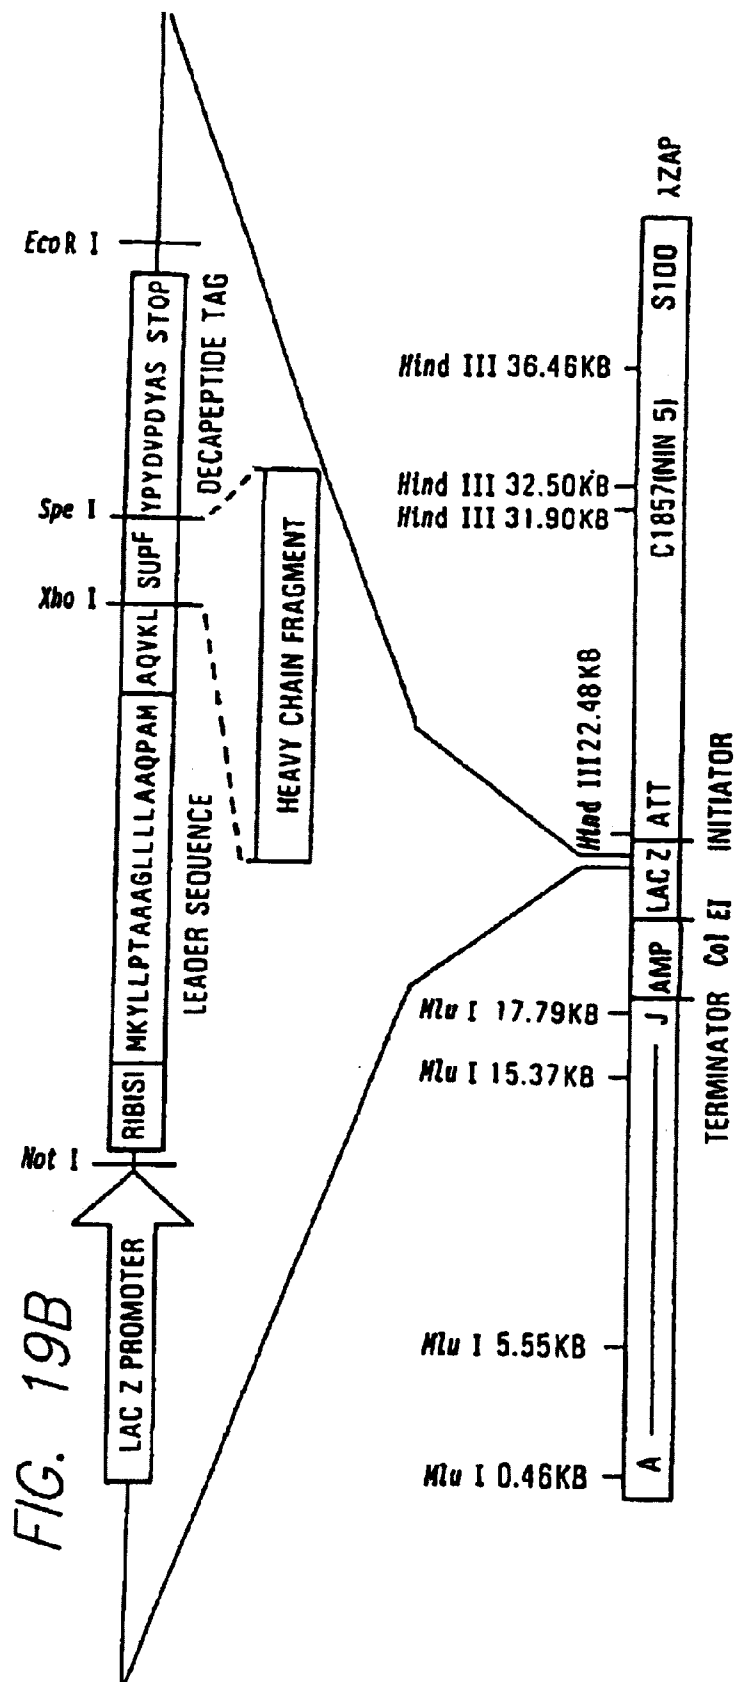 FIG. 19B
Not I
Xho I
Spe I
EcoR I
LAC Z PROMOTER
RIBISI
MKYLLPTAAAGLLLLAAQPAM
AQVKL
SUPF
YPYDVPDYAS STOP
LEADER SEQUENCE
DECAPEPTIDE TAG
HEAVY CHAIN FRAGMENT
Mlu I 0.46KB
Mlu I 5.55KB
Mlu I 15.37KB
Mlu I 17.79KB
Hind III 22.48KB
Hind III 31.90KB
Hind III 32.50KB
Hind III 36.46KB
A
J
AMP
LAC Z
ATT
C1857(NIN 5)
S100
λZAP
TERMINATOR
Col EI
INITIATOR